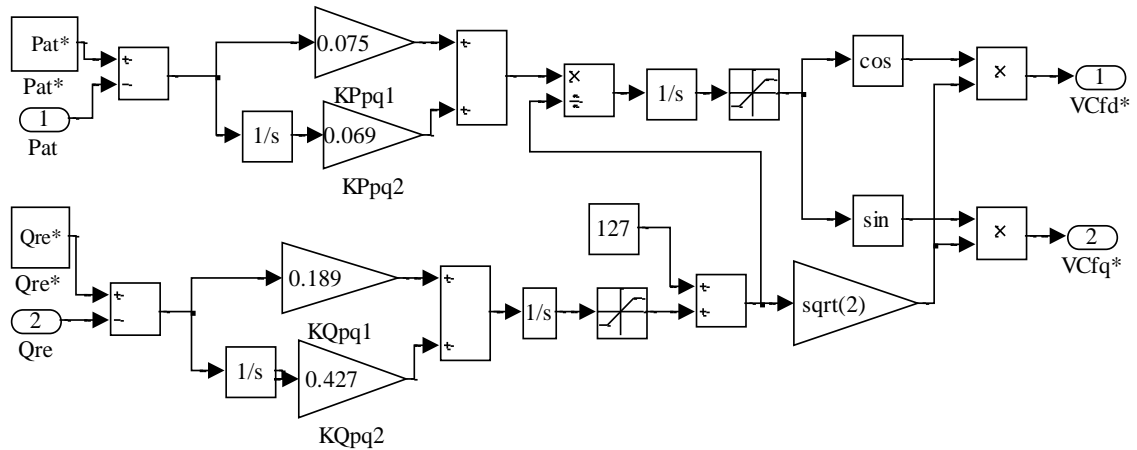 Pat*
Pat*
1
Pat
0.075
KPpq1
1/s
0.069
KPpq2
+
−
+
+
×
÷
1/s
cos
×
1
VCfd*
sin
×
2
VCfq*
Qre*
Qre*
2
Qre
+
−
0.189
KQpq1
1/s
0.427
KQpq2
+
+
1/s
127
+
+
sqrt(2)